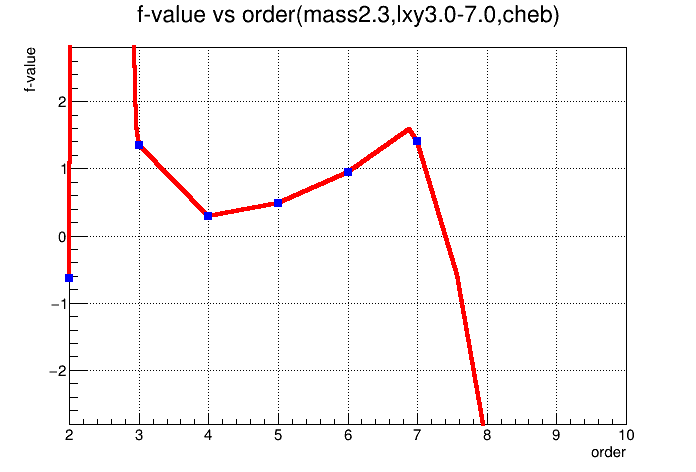 f-value vs order(mass2.3,lxy3.0-7.0,cheb)
f-value
2
1
0
−1
−2
2 3 4 5 6 7 8 9 10
order